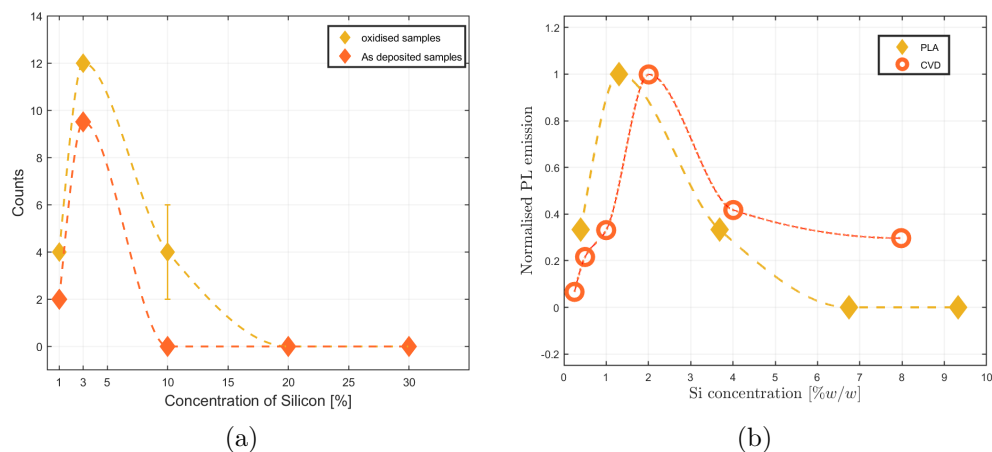 14
12
10
8
6
4
2
0
Counts
oxidised samples
As deposited samples
1 3 5 10 15 20 25 30
Concentration of Silicon [%]
(a)
1
0.8
0.6
0.4
0.2
0
-0.2
Normalised PL emission
PLA
CVD
0 1 2 3 4 5 6 7 8 9 10
Si concentration [%w/w]
(b)